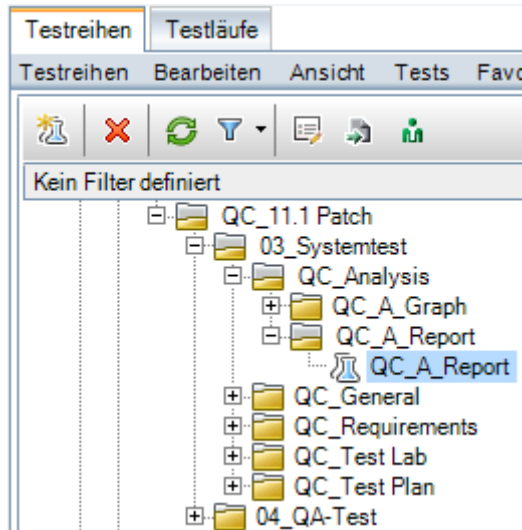 Testreihen Testläufe
Testreihen Bearbeiten Ansicht Tests
Kein Filter definiert
QC_11.1 Patch
03_Systemtest
QC_Analysis
QC_A_Graph
QC_A_Report
QC_A_Report
QC_General
QC_Requirements
QC_Test Lab
QC_Test Plan
04_QA-Test